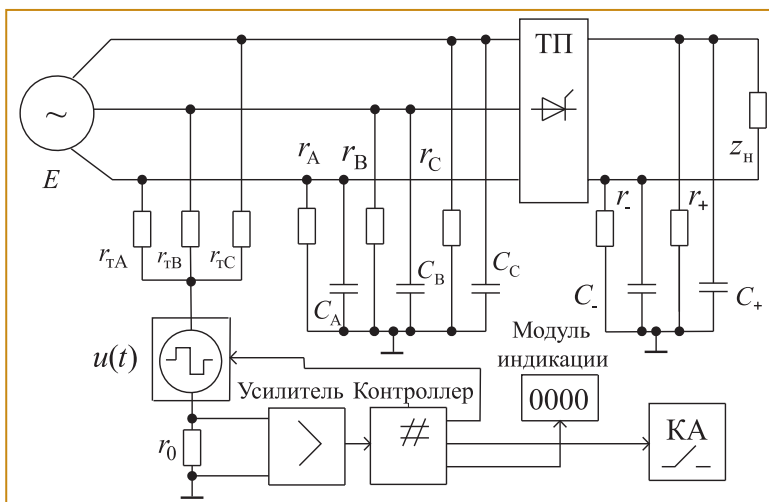 ТП
~
E
r_A
r_B
r_C
z_н
r_-
r_+
r_тA
r_тB
r_тC
C_A
C_B
C_C
C_-
C_+
u(t)
Модуль
индикации
Усилитель
Контроллер
0000
r_0
>
#
КА